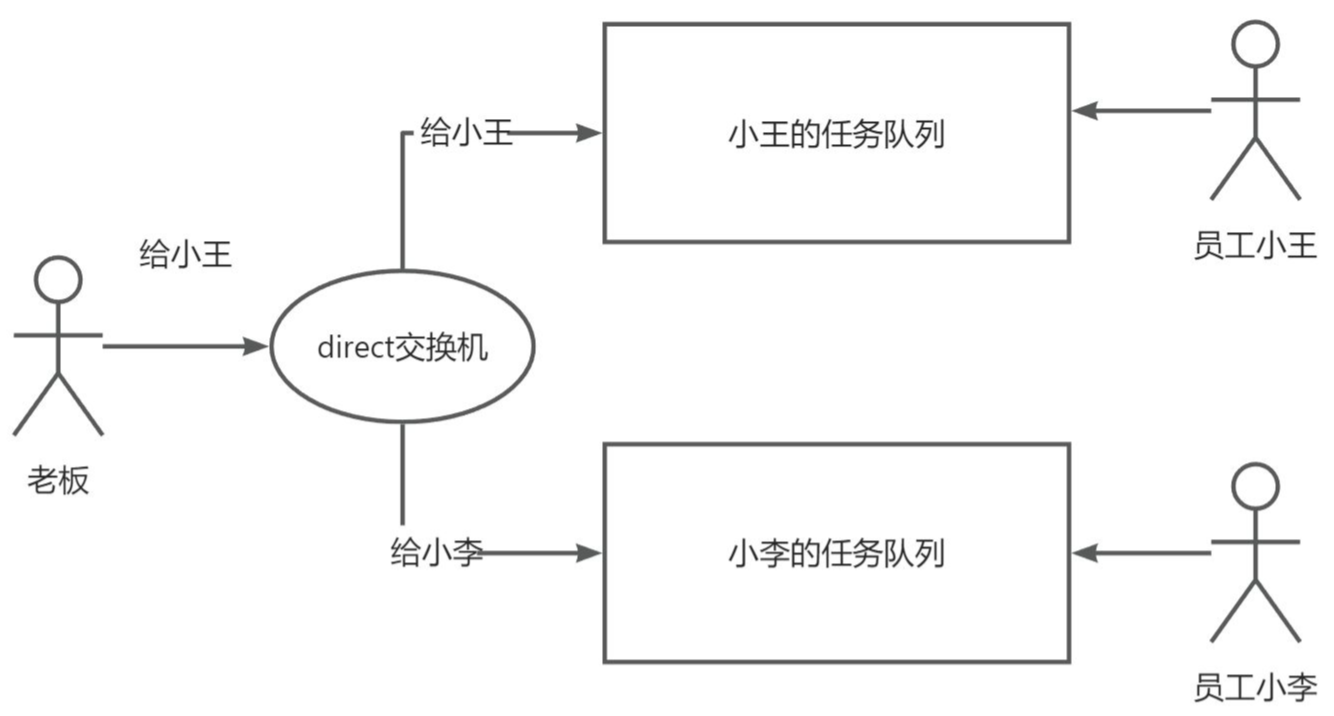 给小王
小王的任务队列
员工小王
给小王
direct交换机
老板
给小李
小李的任务队列
员工小李